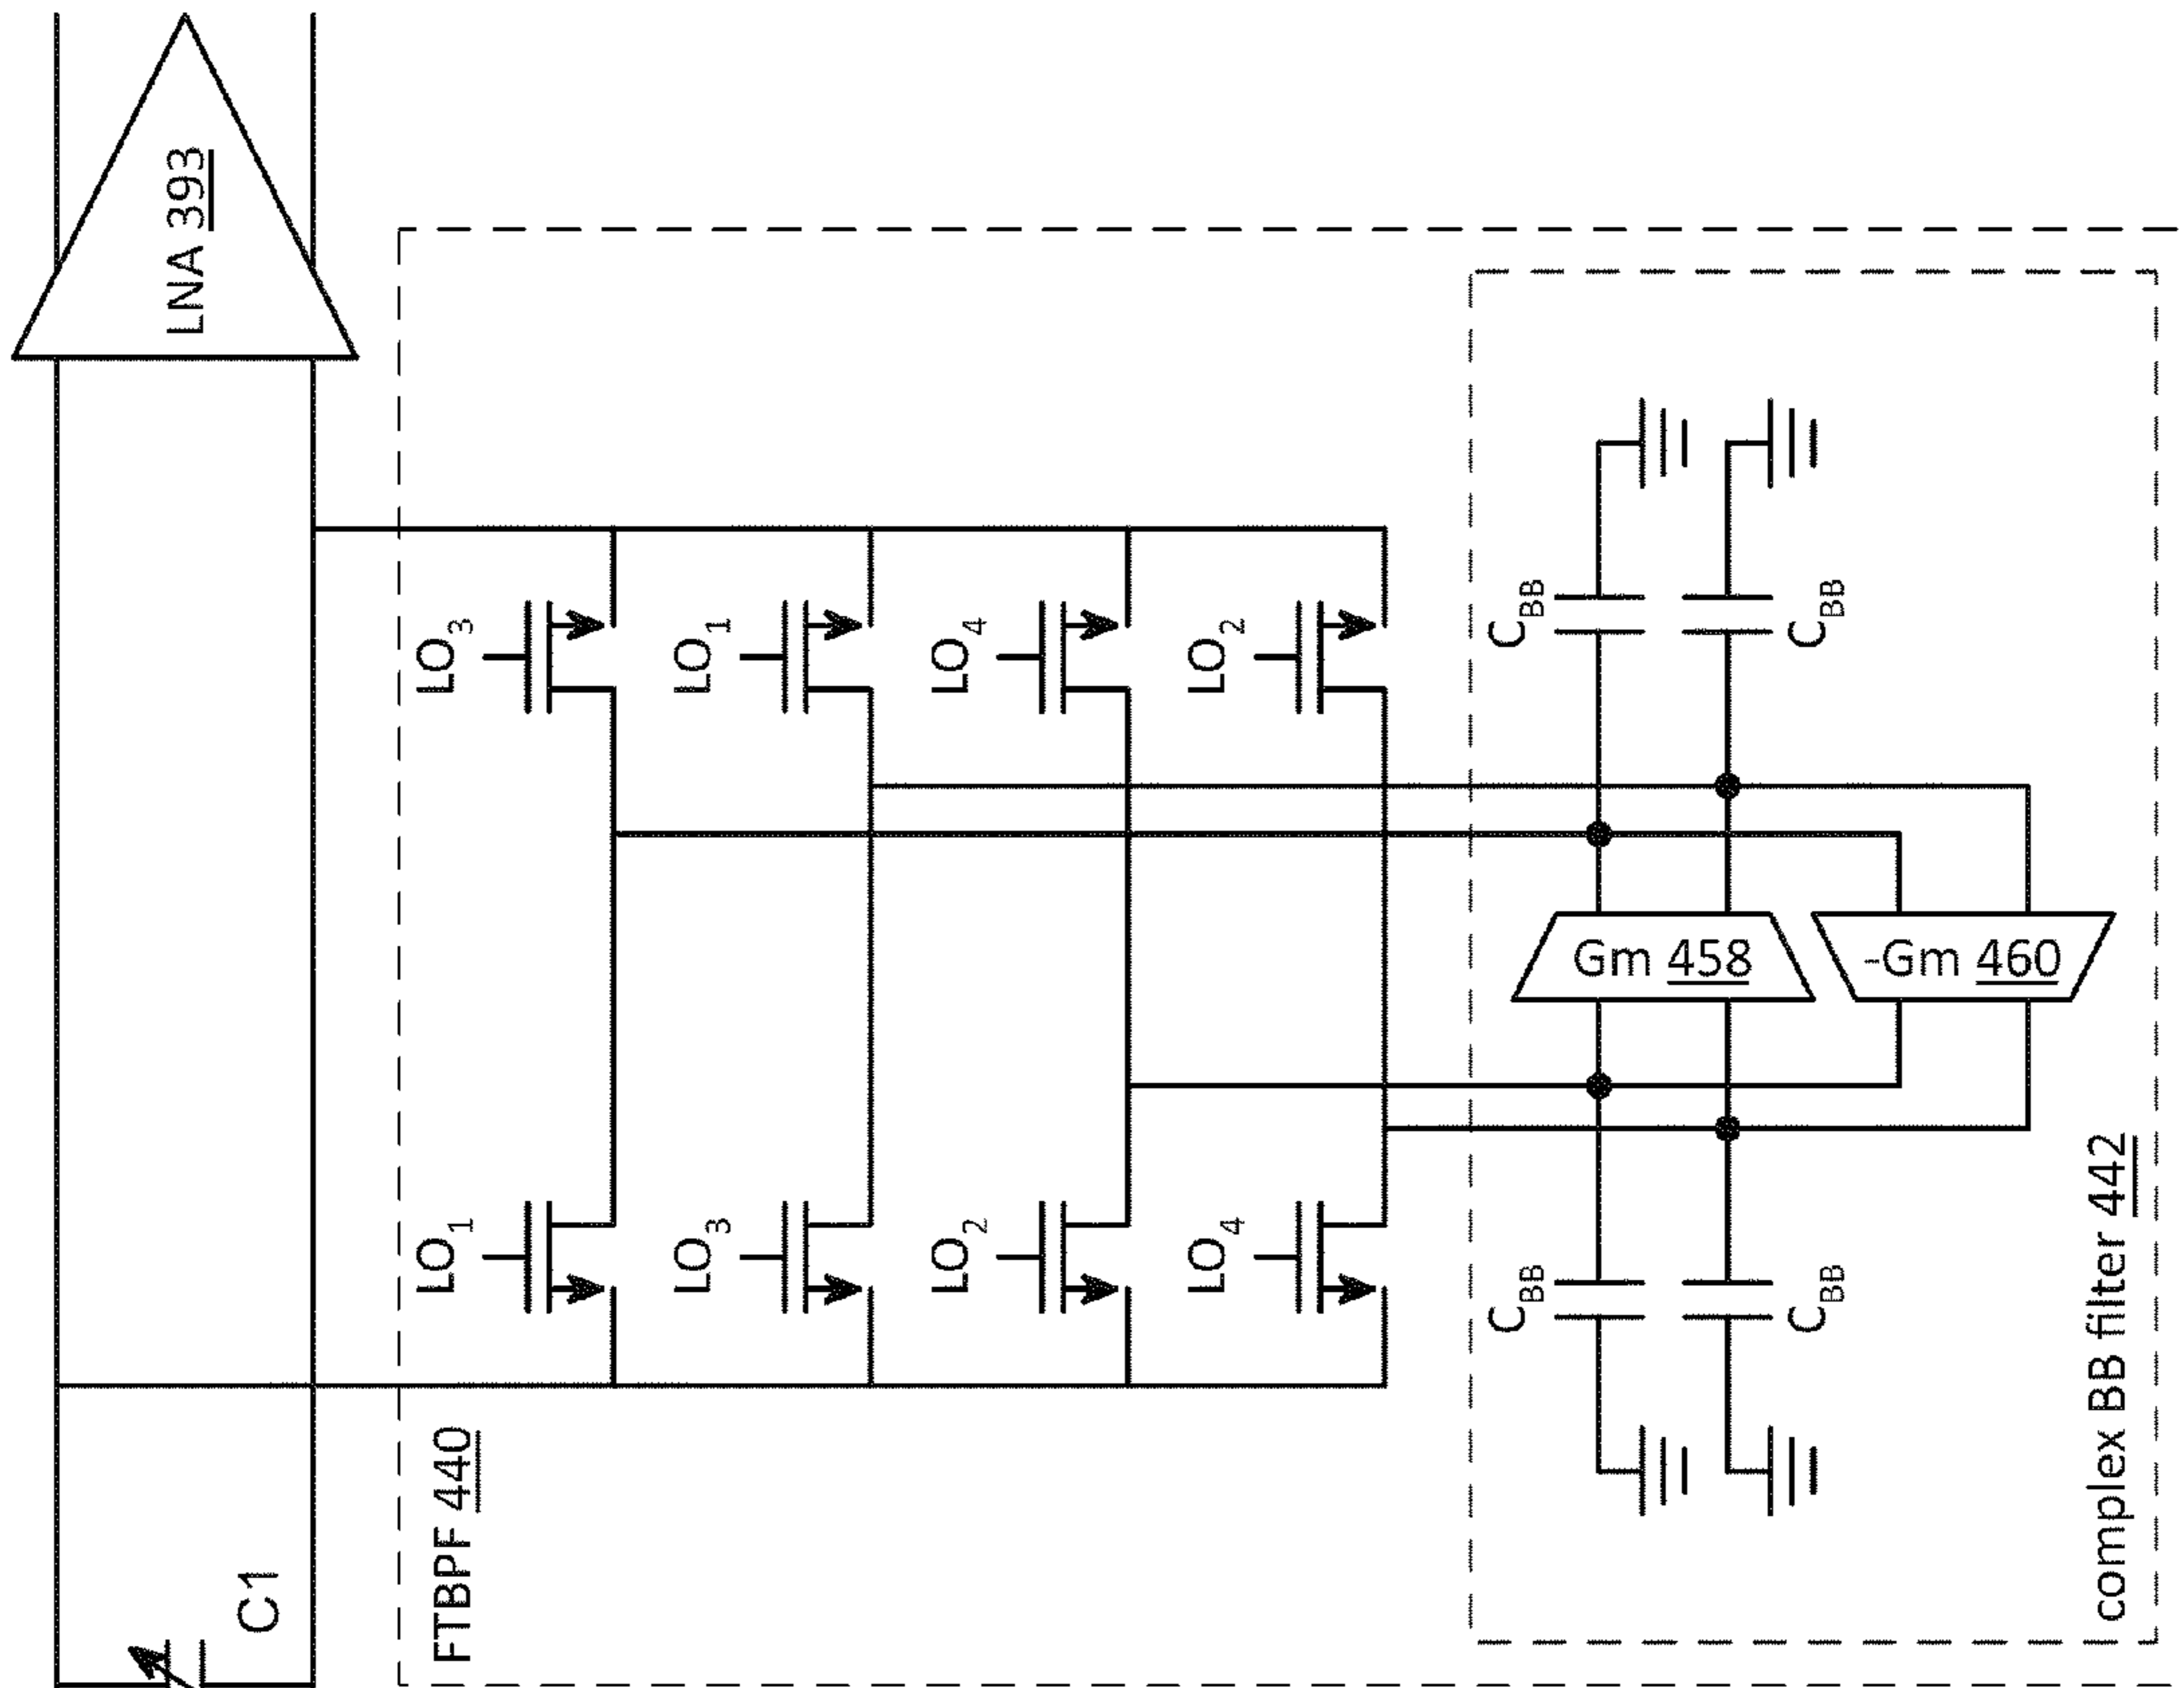 LNA 393
C1
FTBPF 440
LO1
LO3
LO3
LO1
LO2
LO4
LO4
LO2
CBB
CBB
CBB
CBB
Gm 458
-Gm 460
complex BB filter 442